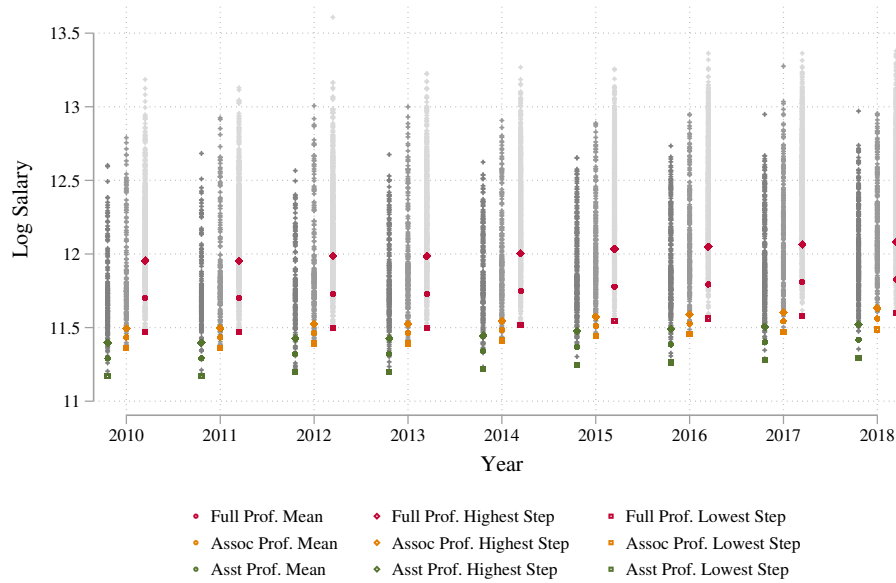 13.5
13
12.5
12
11.5
11
Log Salary
2010 2011 2012 2013 2014 2015 2016 2017 2018
Year
Full Prof. Mean Full Prof. Highest Step Full Prof. Lowest Step
Assoc Prof. Mean Assoc Prof. Highest Step Assoc Prof. Lowest Step
Asst Prof. Mean Asst Prof. Highest Step Asst Prof. Lowest Step